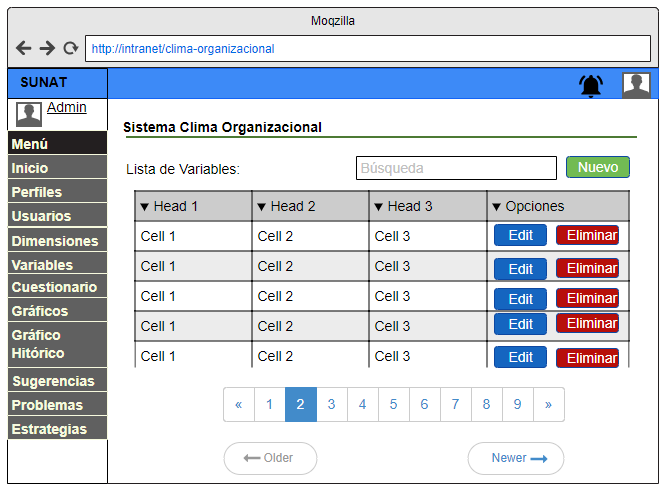 Moqzilla
http://intranet/clima-organizacional
SUNAT
Admin
Menú
Inicio
Perfiles
Usuarios
Dimensiones
Variables
Cuestionario
Gráficos
Gráfico
Hitórico
Sugerencias
Problemas
Estrategias
Sistema Clima Organizacional
Lista de Variables: Búsqueda Nuevo
▼ Head 1 ▼ Head 2 ▼ Head 3 ▼ Opciones
Cell 1 Cell 2 Cell 3 Edit Eliminar
Cell 1 Cell 2 Cell 3 Edit Eliminar
Cell 1 Cell 2 Cell 3 Edit Eliminar
Cell 1 Cell 2 Cell 3 Edit Eliminar
Cell 1 Cell 2 Cell 3 Edit Eliminar
« 1 2 3 4 5 6 7 8 9 »
Older Newer